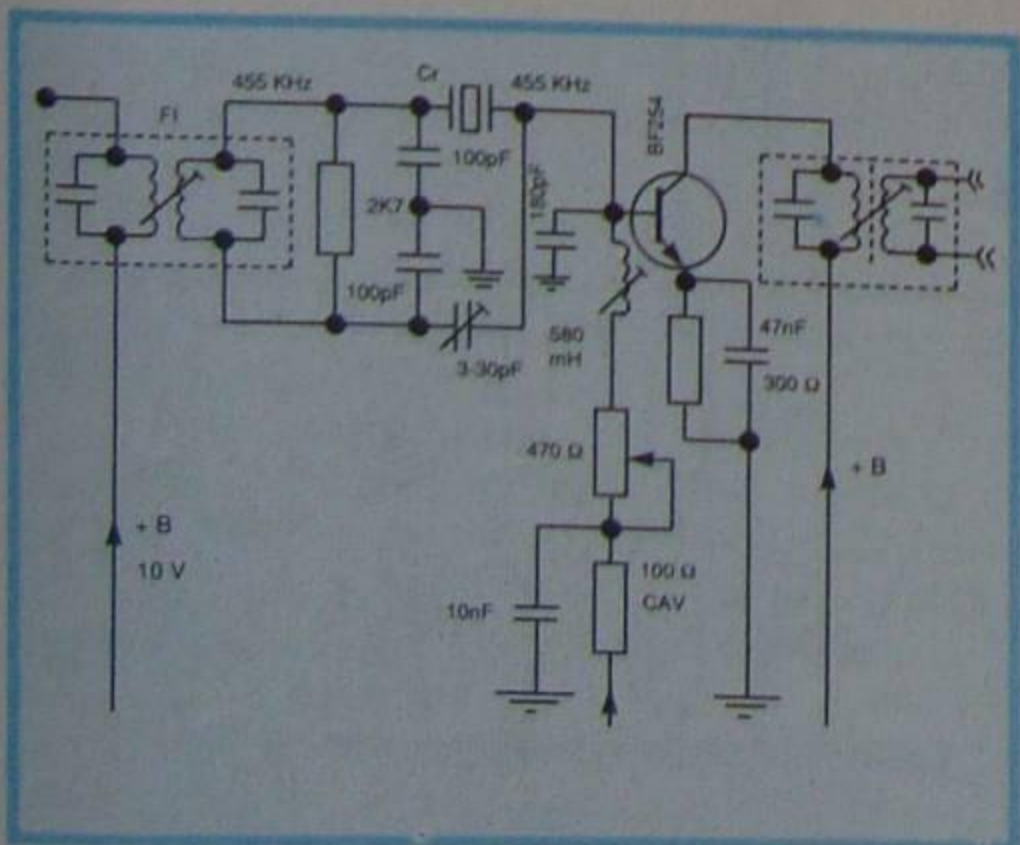 455 KHz
Cr
455 KHz
FI
BF254
100pF
180pF
2K7
100pF
3-30pF
580
mH
47nF
300 Ω
470 Ω
+ B
+ B
10 V
100 Ω
CAV
10nF